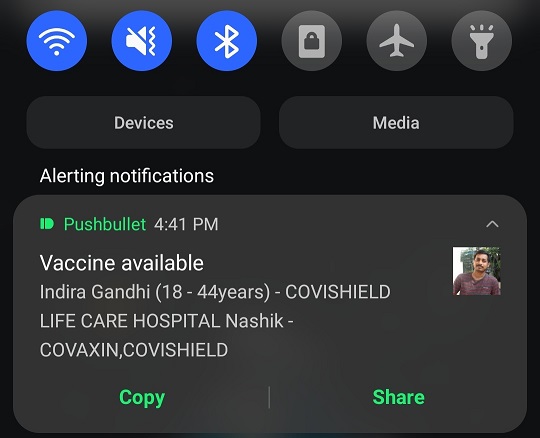 Devices
Media
Alerting notifications
Pushbullet 4:41 PM
Vaccine available
Indira Gandhi (18 - 44years) - COVISHIELD
LIFE CARE HOSPITAL Nashik -
COVAXIN,COVISHIELD
Copy
Share